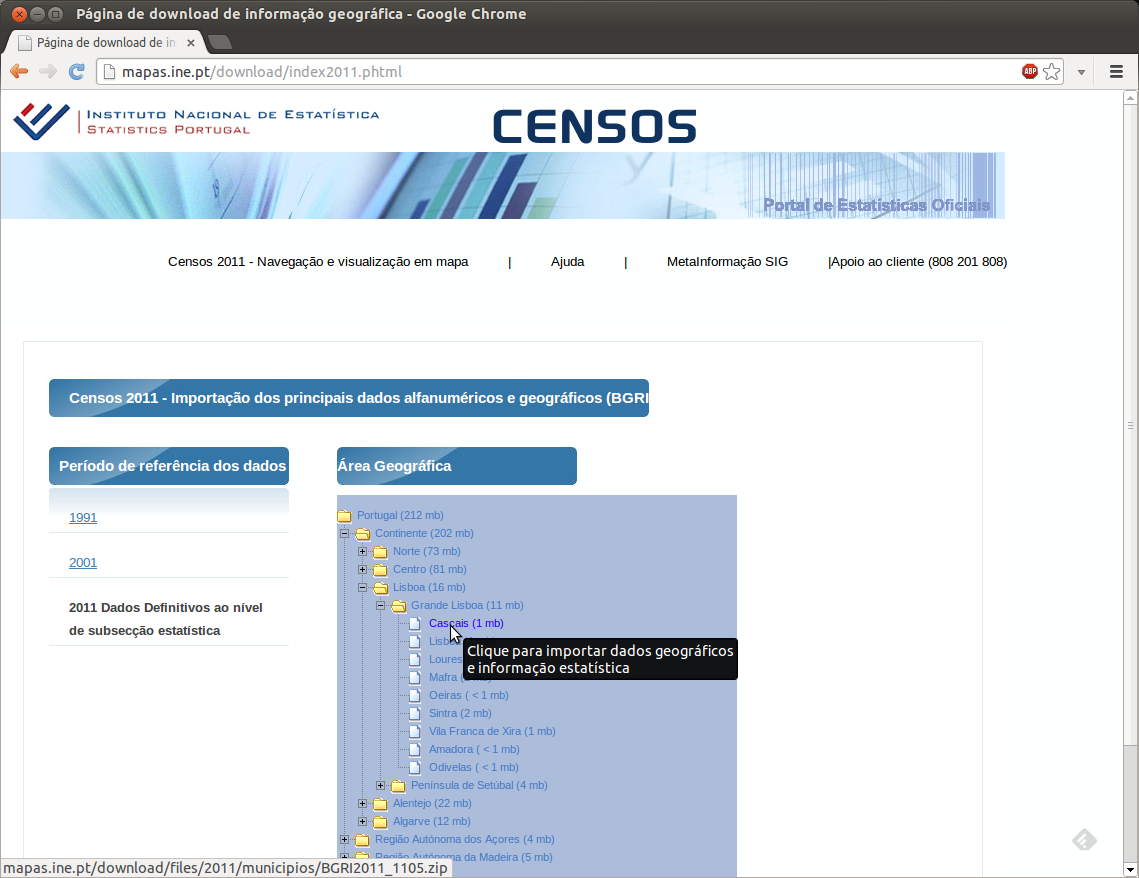 Página de download de informação geográfica - Google Chrome
Página de download de in
mapas.ine.pt/download/index2011.phtml
ABP
INSTITUTO NACIONAL DE ESTATÍSTICA
STATISTICS PORTUGAL
CENSOS
Portal de Estatísticas Oficiais
Censos 2011 - Navegação e visualização em mapa | Ajuda | MetaInformação SIG |Apoio ao cliente (808 201 808)
Censos 2011 - Importação dos principais dados alfanuméricos e geográficos (BGRI
Período de referência dos dados
Área Geográfica
1991
2001
2011 Dados Definitivos ao nível
de subsecção estatística
Portugal (212 mb)
Continente (202 mb)
Norte (73 mb)
Centro (81 mb)
Lisboa (16 mb)
Grande Lisboa (11 mb)
Cascais (1 mb)
Lisboa
Clique para importar dados geográficos
e informação estatística
Loures
Mafra
Oeiras ( < 1 mb)
Sintra (2 mb)
Vila Franca de Xira (1 mb)
Amadora ( < 1 mb)
Odivelas ( < 1 mb)
Península de Setúbal (4 mb)
Alentejo (22 mb)
Algarve (12 mb)
Região Autónoma dos Açores (4 mb)
Região Autónoma da Madeira (5 mb)
mapas.ine.pt/download/files/2011/municipios/BGRI2011_1105.zip